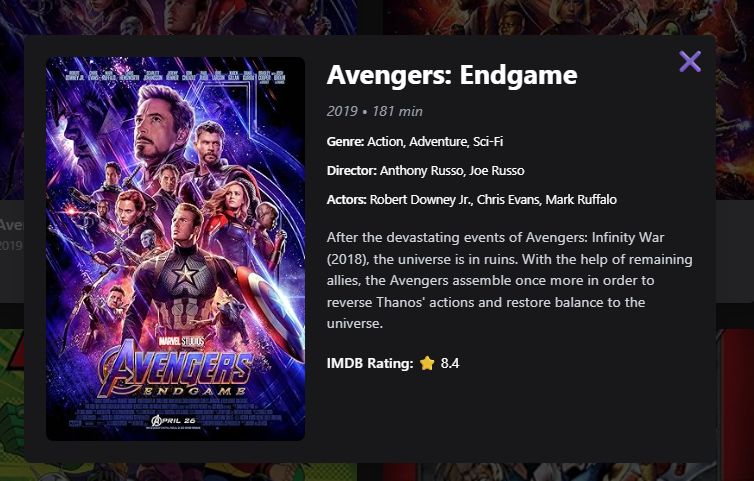 Avengers: Endgame
2019 • 181 min
Genre: Action, Adventure, Sci-Fi
Director: Anthony Russo, Joe Russo
Actors: Robert Downey Jr., Chris Evans, Mark Ruffalo
After the devastating events of Avengers: Infinity War
(2018), the universe is in ruins. With the help of remaining
allies, the Avengers assemble once more in order to
reverse Thanos' actions and restore balance to the
universe.
IMDB Rating: ⭐ 8.4
MARVEL STUDIOS
AVENGERS
ENDGAME
APRIL 26
Ave
2019